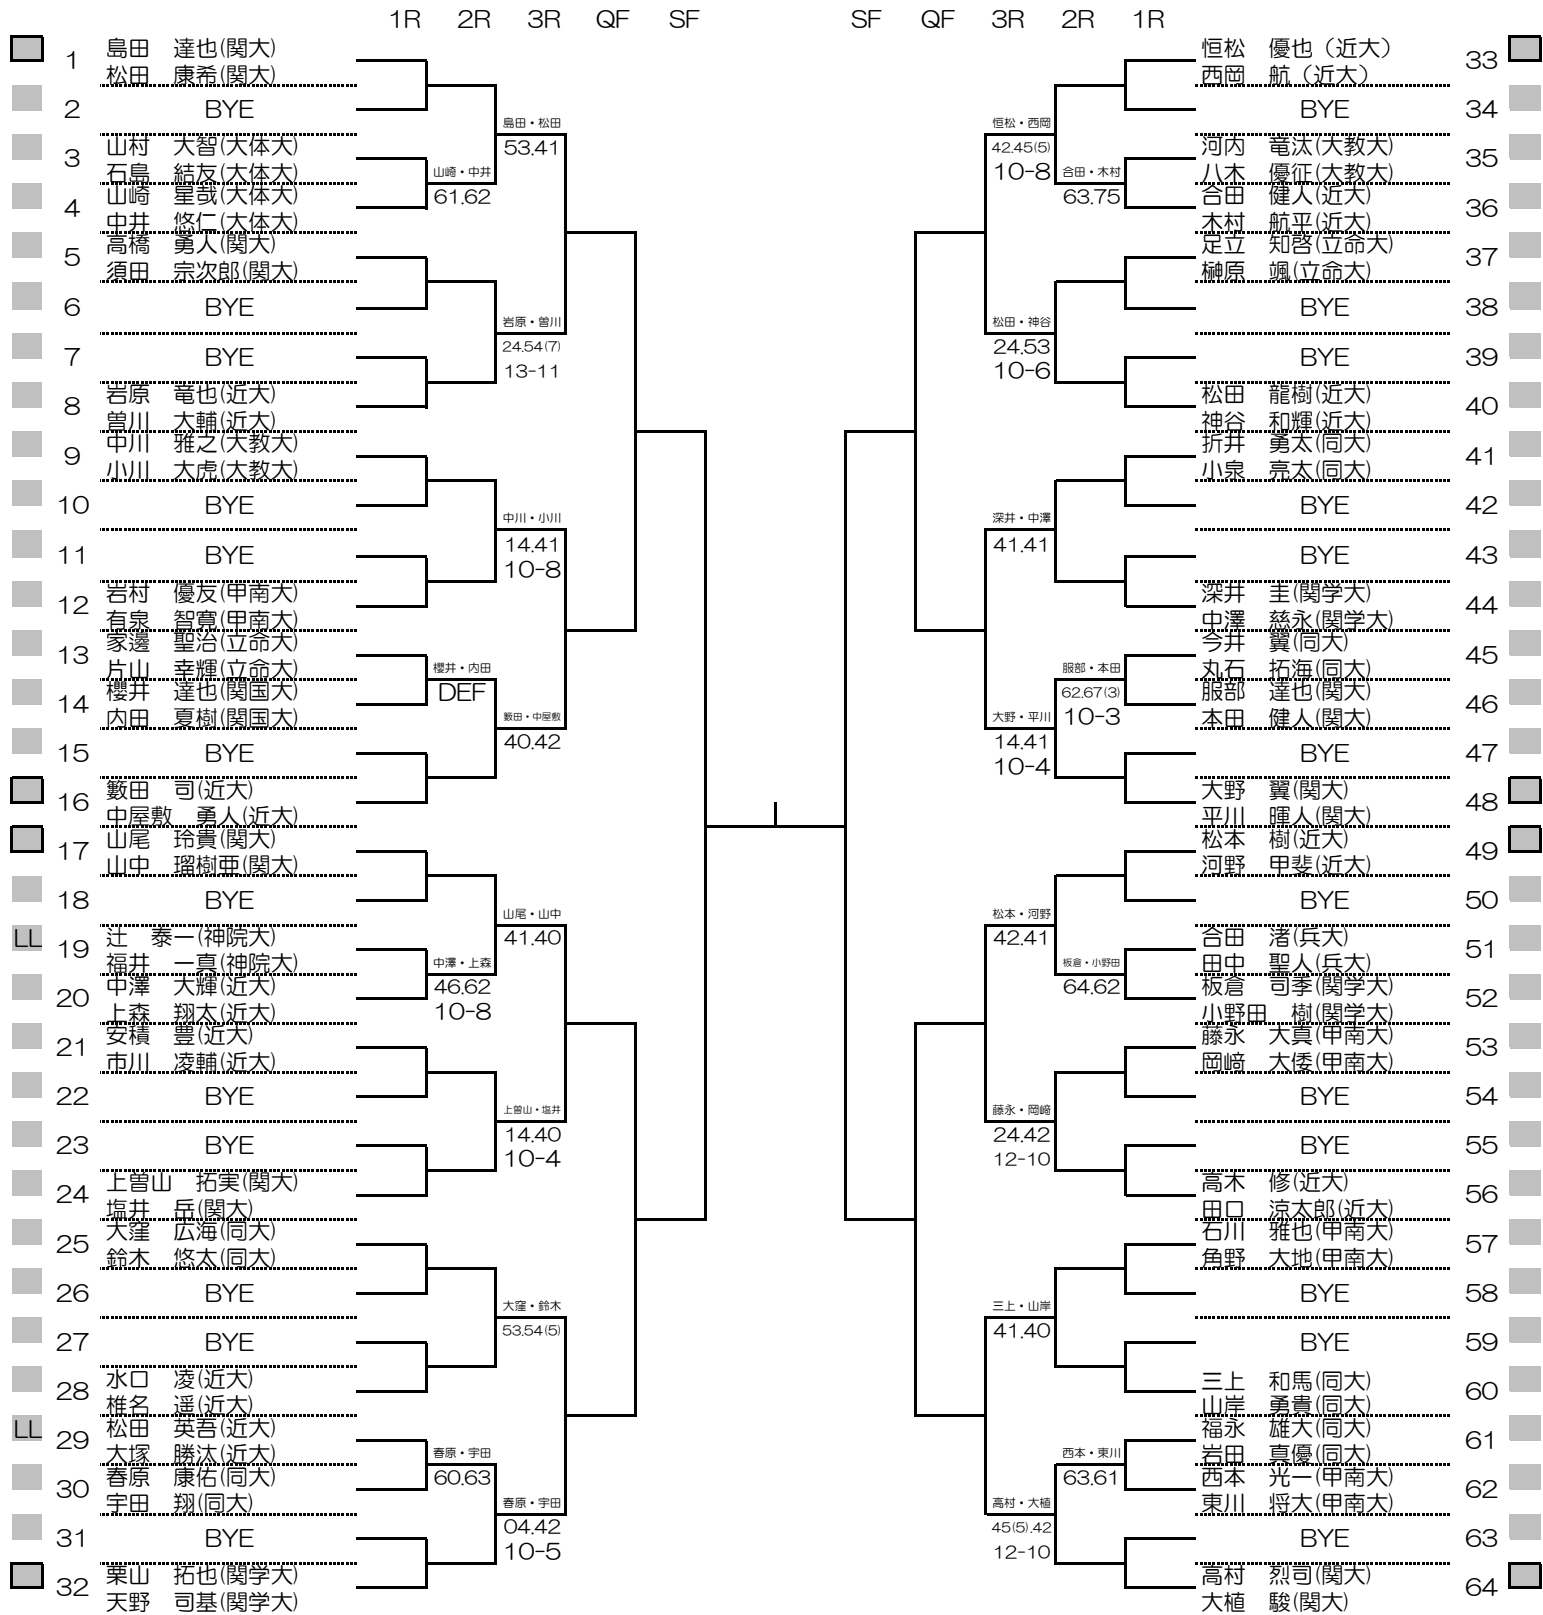 1R 2R 3R QF SF SF QF 3R 2R 1R
1 島田 達也(関大)
松田 康希(関大)
2 BYE
3 山村 大智(大体大)
石島 結友(大体大)
4 山崎 星哉(大体大)
中井 悠仁(大体大)
5 高橋 勇人(関大)
須田 宗次郎(関大)
6 BYE
7 BYE
8 岩原 竜也(近大)
曽川 大輔(近大)
9 中川 雅之(大教大)
小川 大虎(大教大)
10 BYE
11 BYE
12 岩村 優友(甲南大)
有泉 智寛(甲南大)
13 家邊 聖治(立命大)
片山 幸輝(立命大)
14 櫻井 達也(関国大)
内田 夏樹(関国大)
15 BYE
16 籔田 司(近大)
中屋敷 勇人(近大)
17 山尾 玲貴(関大)
山中 瑠樹亜(関大)
18 BYE
LL 19 辻 泰一(神院大)
福井 一真(神院大)
20 中澤 大輝(近大)
上森 翔太(近大)
21 安積 豊(近大)
市川 凌輔(近大)
22 BYE
23 BYE
24 上曽山 拓実(関大)
塩井 岳(関大)
25 大窪 広海(同大)
鈴木 悠太(同大)
26 BYE
27 BYE
28 水口 凌(近大)
椎名 遥(近大)
LL 29 松田 英吾(近大)
大塚 勝汰(近大)
30 春原 康佑(同大)
宇田 翔(同大)
31 BYE
32 栗山 拓也(関学大)
天野 司基(関学大)
山崎・中井
61.62
櫻井・内田
DEF
中澤・上森
46.62
10-8
春原・宇田
60.63
島田・松田
53.41
岩原・曽川
24.54(7)
13-11
中川・小川
14.41
10-8
籔田・中屋敷
40.42
山尾・山中
41.40
上曽山・塩井
14.40
10-4
大窪・鈴木
53.54(5)
春原・宇田
04.42
10-5
恒松・西岡
42.45(5)
10-8
松田・神谷
24.53
10-6
深井・中澤
41.41
大野・平川
14.41
10-4
松本・河野
42.41
藤永・岡崎
24.42
12-10
三上・山岸
41.40
高村・大植
45(5).42
12-10
合田・木村
63.75
服部・本田
62.67(3)
10-3
板倉・小野田
64.62
西本・東川
63.61
恒松 優也(近大) 33
西岡 航(近大)
BYE 34
河内 竜汰(大教大) 35
八木 優征(大教大)
合田 健人(近大) 36
木村 航平(近大)
足立 知啓(立命大) 37
榊原 颯(立命大)
BYE 38
BYE 39
松田 龍樹(近大) 40
神谷 和輝(近大)
折井 勇太(同大) 41
小泉 亮太(同大)
BYE 42
BYE 43
深井 圭(関学大) 44
中澤 慈永(関学大)
今井 翼(同大) 45
丸石 拓海(同大)
服部 達也(関大) 46
本田 健人(関大)
BYE 47
大野 翼(関大) 48
平川 暉人(関大)
松本 樹(近大) 49
河野 甲斐(近大)
BYE 50
合田 渚(兵大) 51
田中 聖人(兵大)
板倉 司季(関学大) 52
小野田 樹(関学大)
藤永 大真(甲南大) 53
岡﨑 大倭(甲南大)
BYE 54
BYE 55
高木 修(近大) 56
田口 涼太郎(近大)
石川 雅也(甲南大) 57
角野 大地(甲南大)
BYE 58
BYE 59
三上 和馬(同大) 60
山岸 勇貴(同大)
福永 雄大(同大) 61
岩田 真優(同大)
西本 光一(甲南大) 62
東川 将大(甲南大)
BYE 63
高村 烈司(関大) 64
大植 駿(関大)